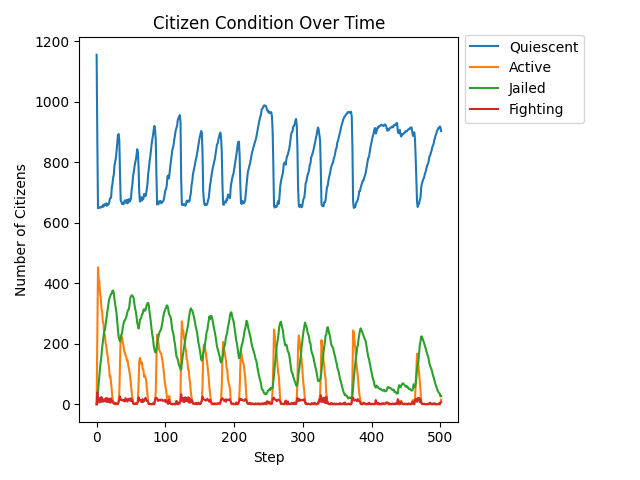 Citizen Condition Over Time
Quiescent
Active
Jailed
Fighting
Number of Citizens
1200
1000
800
600
400
200
0
0 100 200 300 400 500
Step